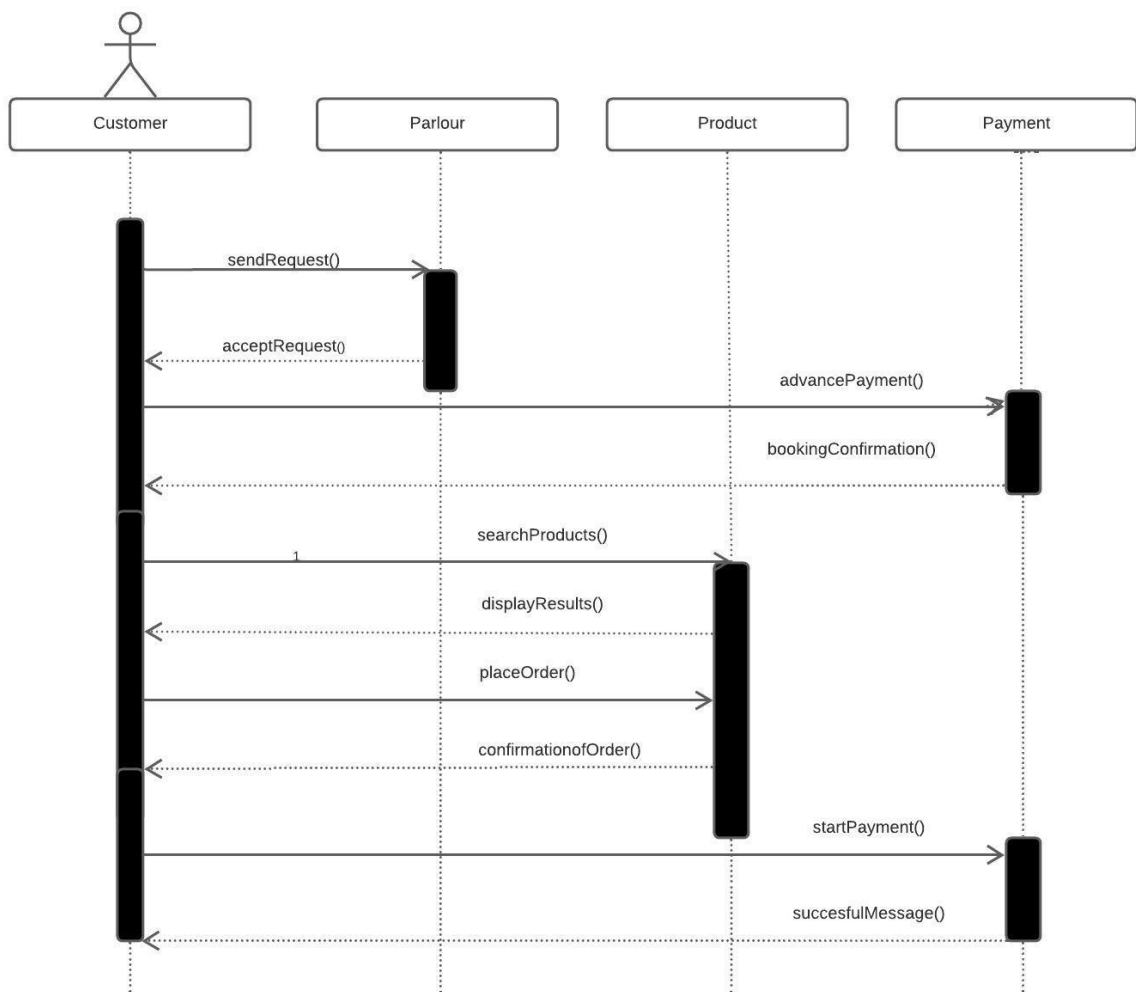 Customer
Parlour
Product
Payment
sendRequest()
acceptRequest()
advancePayment()
bookingConfirmation()
searchProducts()
1
displayResults()
placeOrder()
confirmationofOrder()
startPayment()
succesfulMessage()